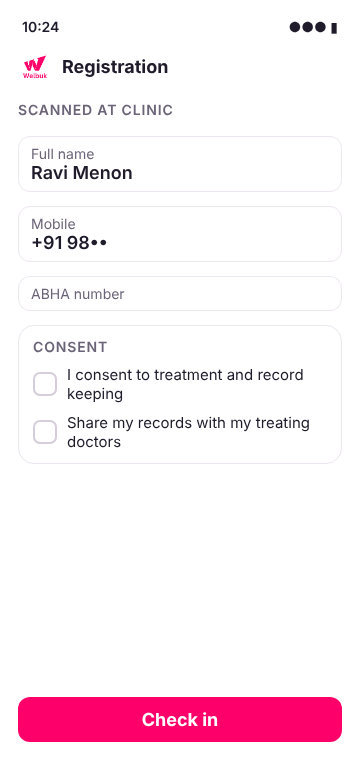 10:24
Welbuk
Registration
SCANNED AT CLINIC
Full name
Ravi Menon
Mobile
+91 98••
ABHA number
CONSENT
I consent to treatment and record
keeping
Share my records with my treating
doctors
Check in